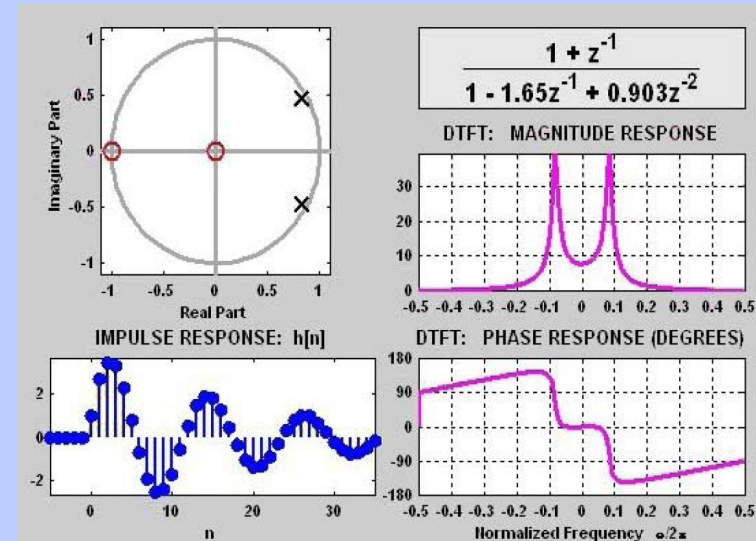 1
0.5
0
-0.5
-1
Imaginary Part
-1 -0.5 0 0.5 1
Real Part
1 + z^-1
1 - 1.65z^-1 + 0.903z^-2
DTFT: MAGNITUDE RESPONSE
30
20
10
0
-0.5 -0.4 -0.3 -0.2 -0.1 0 0.1 0.2 0.3 0.4 0.5
IMPULSE RESPONSE: h[n]
2
0
-2
0 10 20 30
n
DTFT: PHASE RESPONSE (DEGREES)
180
90
0
-90
-180
-0.5 -0.4 -0.3 -0.2 -0.1 0 0.1 0.2 0.3 0.4 0.5
Normalized Frequency